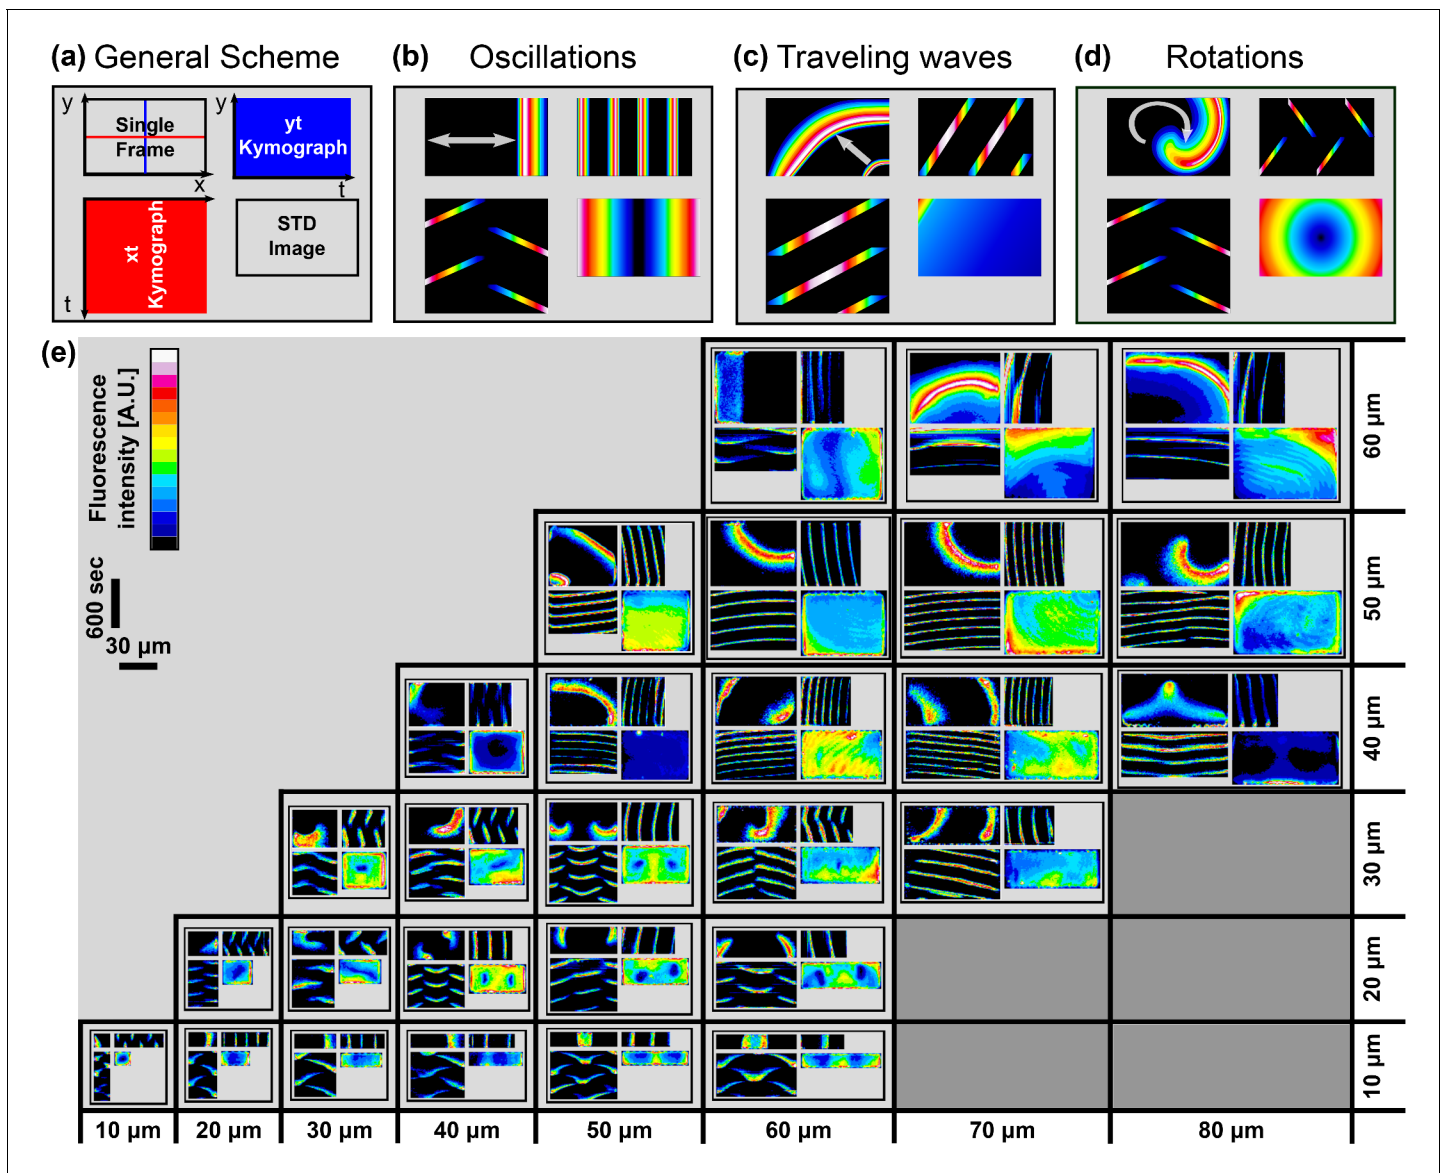 (a) General Scheme
(b) Oscillations
(c) Traveling waves
(d) Rotations
y
Single
Frame
x
y
yt
Kymograph
t
xt
Kymograph
t
STD
Image
(e)
Fluorescence
intensity [A.U.]
600 sec
30 µm
60 µm
50 µm
40 µm
30 µm
20 µm
10 µm
10 µm
20 µm
30 µm
40 µm
50 µm
60 µm
70 µm
80 µm